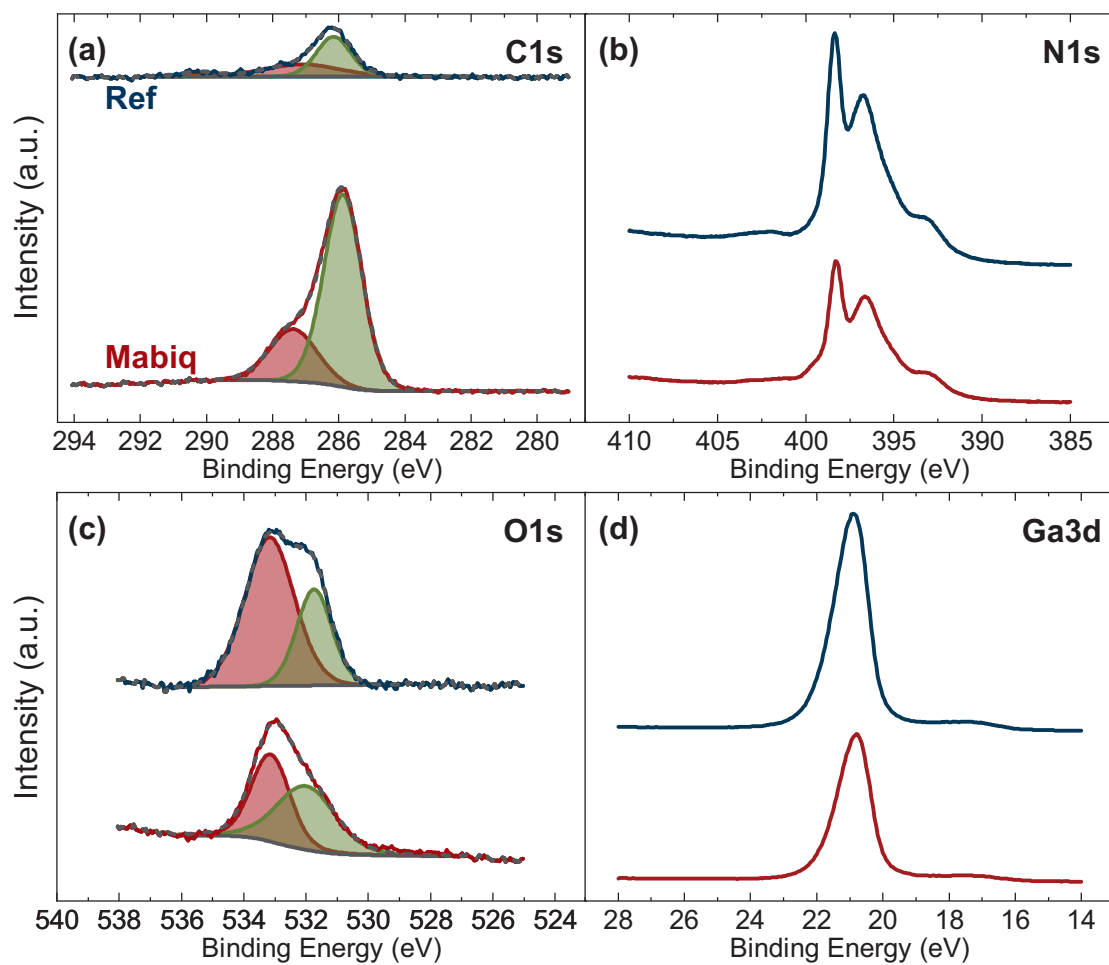 (a) C1s
Ref
Mabiq
Intensity (a.u.)
294 292 290 288 286 284 282 280
Binding Energy (eV)
(b) N1s
410 405 400 395 390 385
Binding Energy (eV)
(c) O1s
Intensity (a.u.)
540 538 536 534 532 530 528 526 524
Binding Energy (eV)
(d) Ga3d
28 26 24 22 20 18 16 14
Binding Energy (eV)